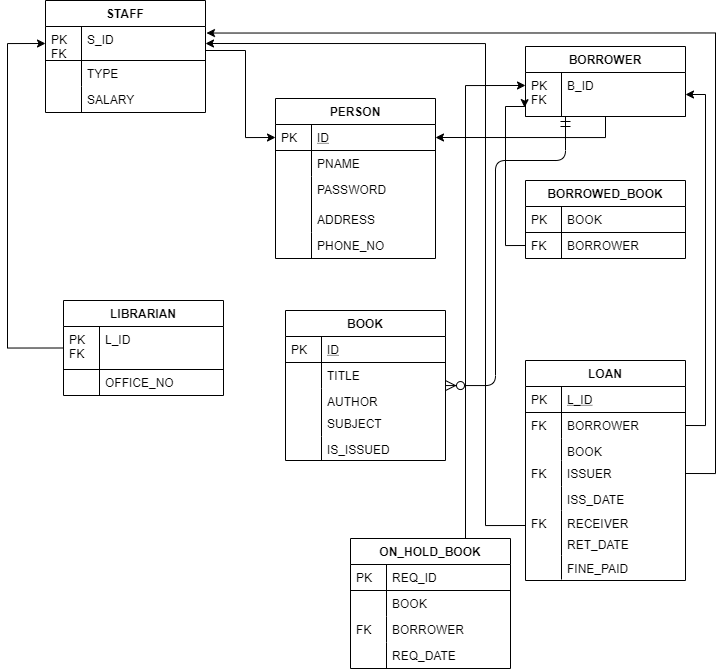 STAFF
PK S_ID
FK
TYPE
SALARY
BORROWER
PK B_ID
FK
PERSON
PK ID
PNAME
PASSWORD
ADDRESS
PHONE_NO
BORROWED_BOOK
PK BOOK
FK BORROWER
LIBRARIAN
PK L_ID
FK
OFFICE_NO
BOOK
PK ID
TITLE
AUTHOR
SUBJECT
IS_ISSUED
LOAN
PK L_ID
FK BORROWER
BOOK
FK ISSUER
ISS_DATE
FK RECEIVER
RET_DATE
FINE_PAID
ON_HOLD_BOOK
PK REQ_ID
BOOK
FK BORROWER
REQ_DATE